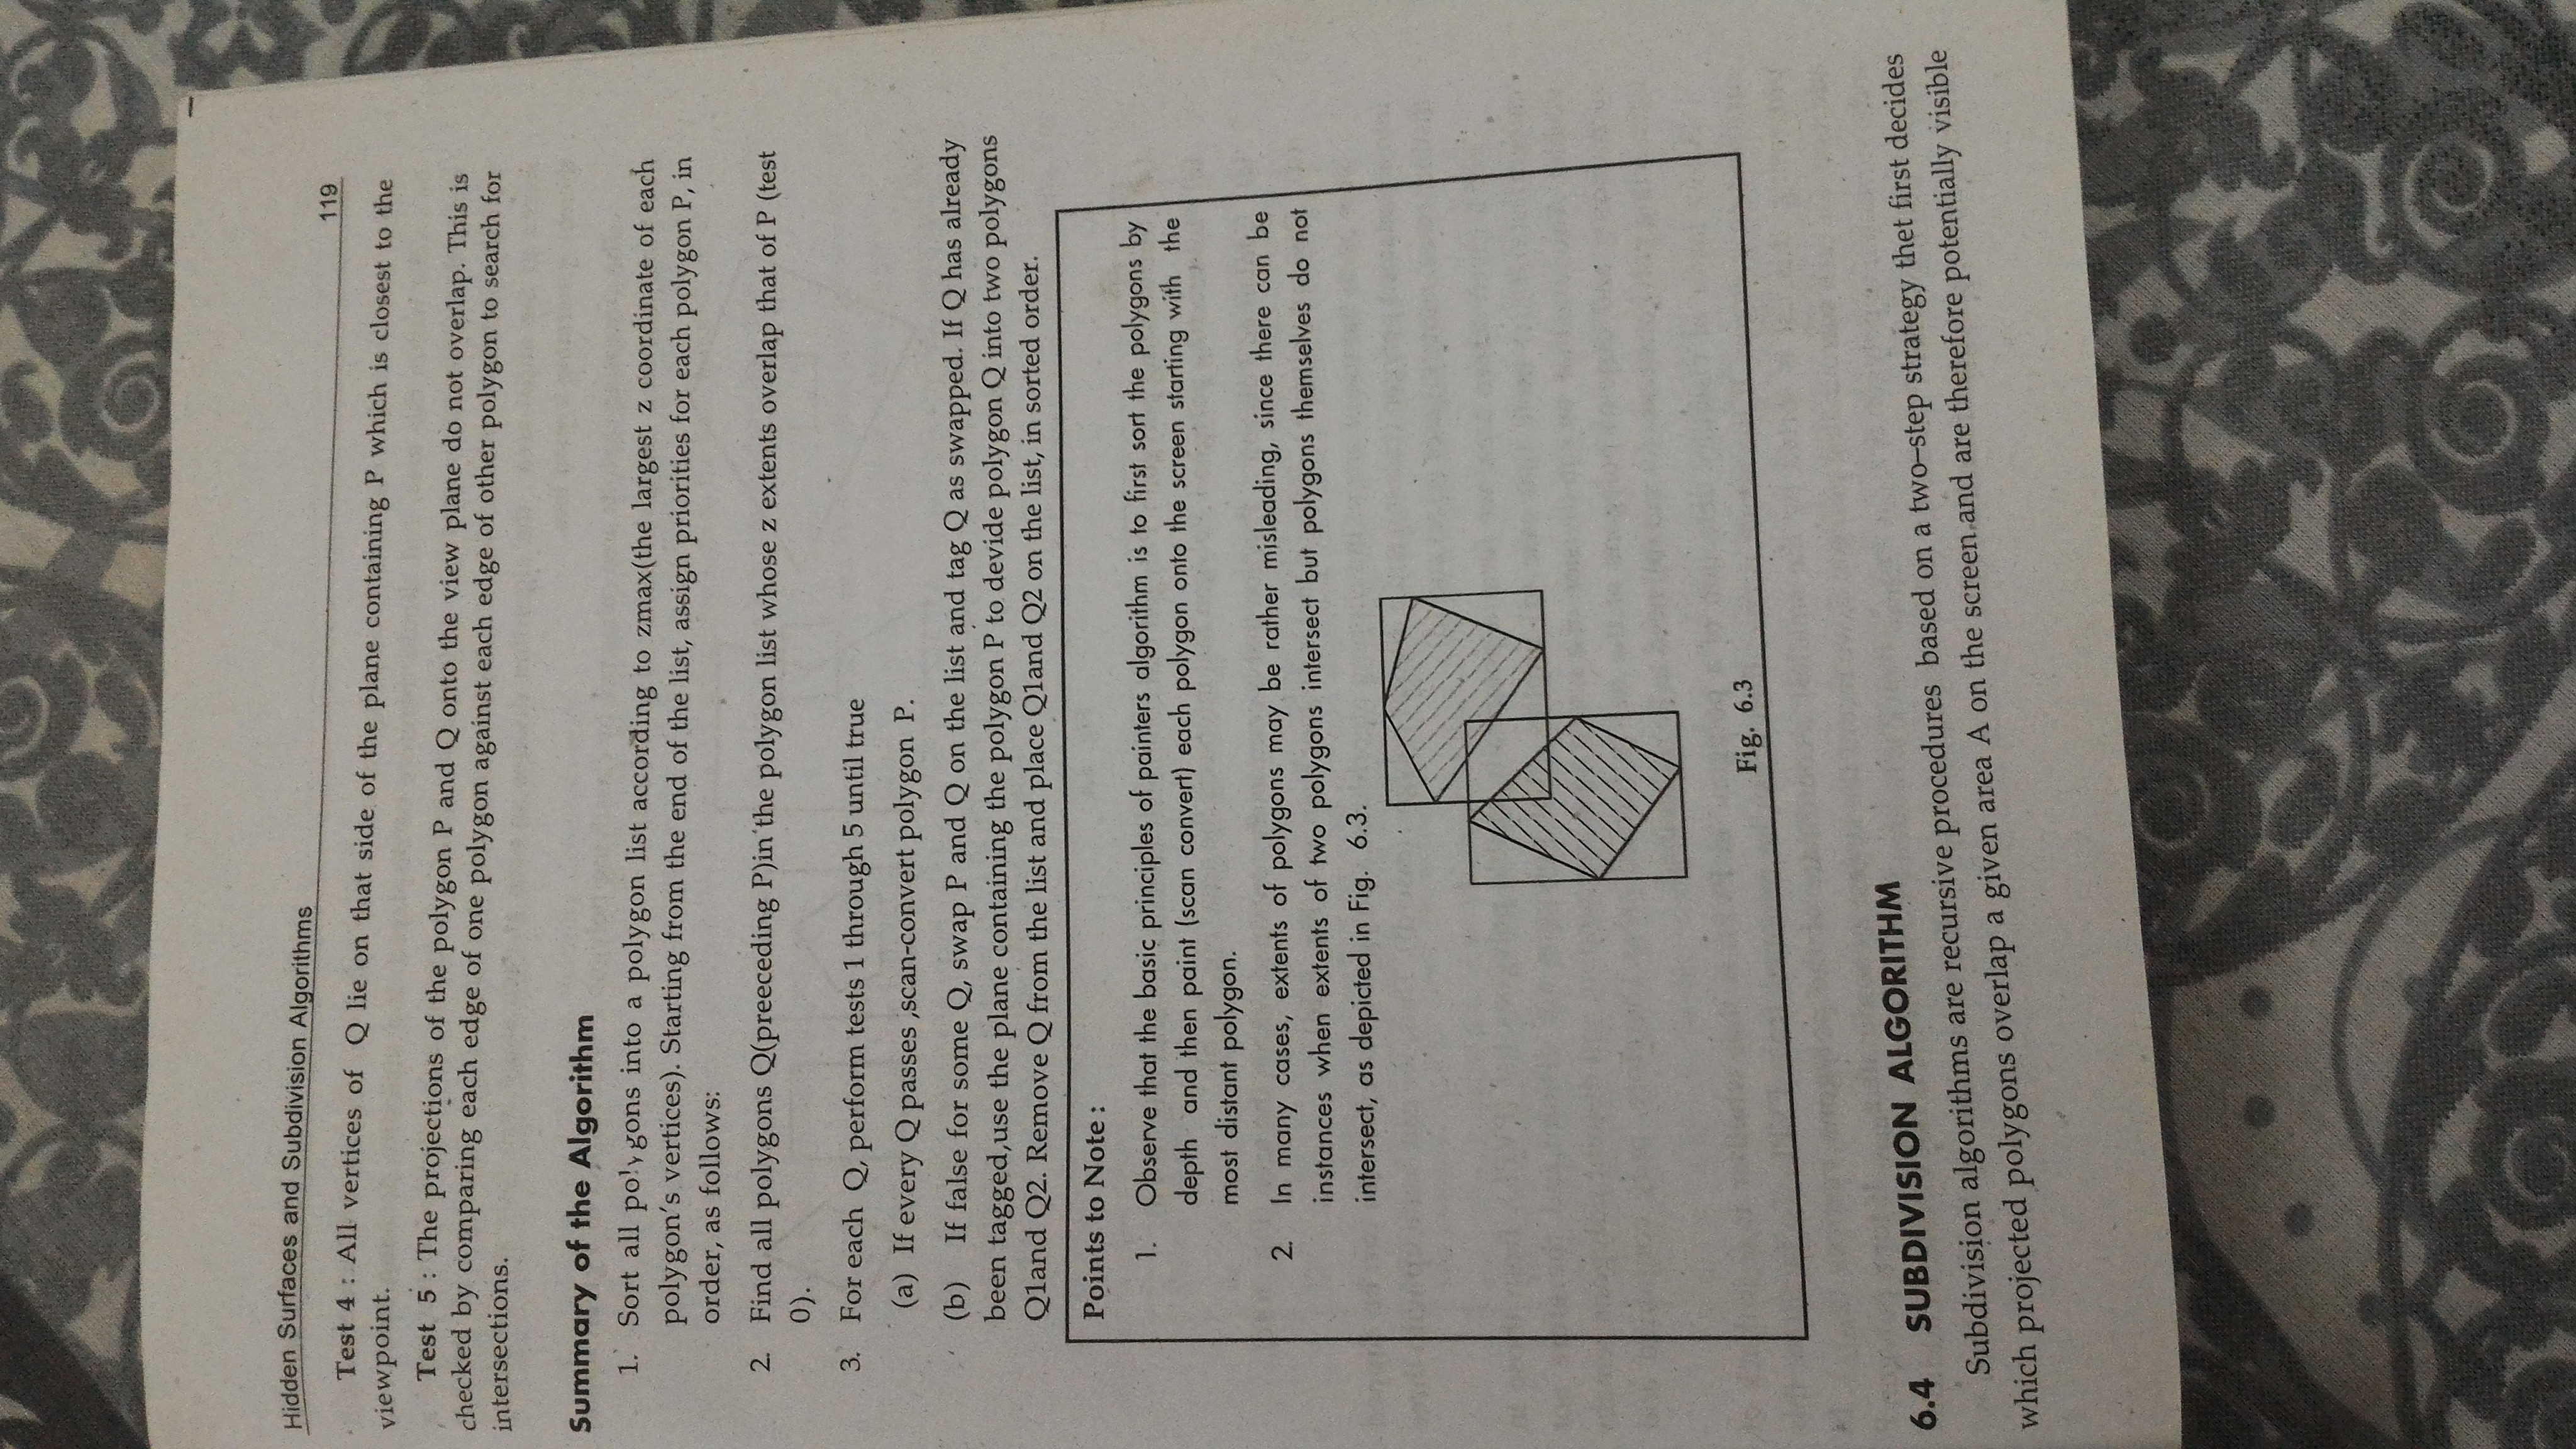 Hidden Surfaces and Subdivision Algorithms
119
Test 4 : All vertices of Q lie on that side of the plane containing P which is closest to the
viewpoint.
Test 5 : The projections of the polygon P and Q onto the view plane do not overlap. This is
checked by comparing each edge of one polygon against each edge of other polygon to search for
intersections.
Summary of the Algorithm
1. Sort all polygons into a polygon list according to zmax(the largest z coordinate of each
polygon's vertices). Starting from the end of the list, assign priorities for each polygon P, in
order, as follows:
2. Find all polygons Q(preeceding P)in the polygon list whose z extents overlap that of P (test
0).
3. For each Q, perform tests 1 through 5 until true
(a) If every Q passes ,scan-convert polygon P.
(b) If false for some Q, swap P and Q on the list and tag Q as swapped. If Q has already
been tagged,use the plane containing the polygon P to devide polygon Q into two polygons
Q1and Q2. Remove Q from the list and place Q1and Q2 on the list, in sorted order.
Points to Note :
1. Observe that the basic principles of painters algorithm is to first sort the polygons by
depth and then paint (scan convert) each polygon onto the screen starting with the
most distant polygon.
2. In many cases, extents of polygons may be rather misleading, since there can be
instances when extents of two polygons intersect but polygons themselves do not
intersect, as depicted in Fig. 6.3.
Fig. 6.3
6.4 SUBDIVISION ALGORITHM
Subdivision algorithms are recursive procedures based on a two-step strategy thet first decides
which projected polygons overlap a given area A on the screen and are therefore potentially visible